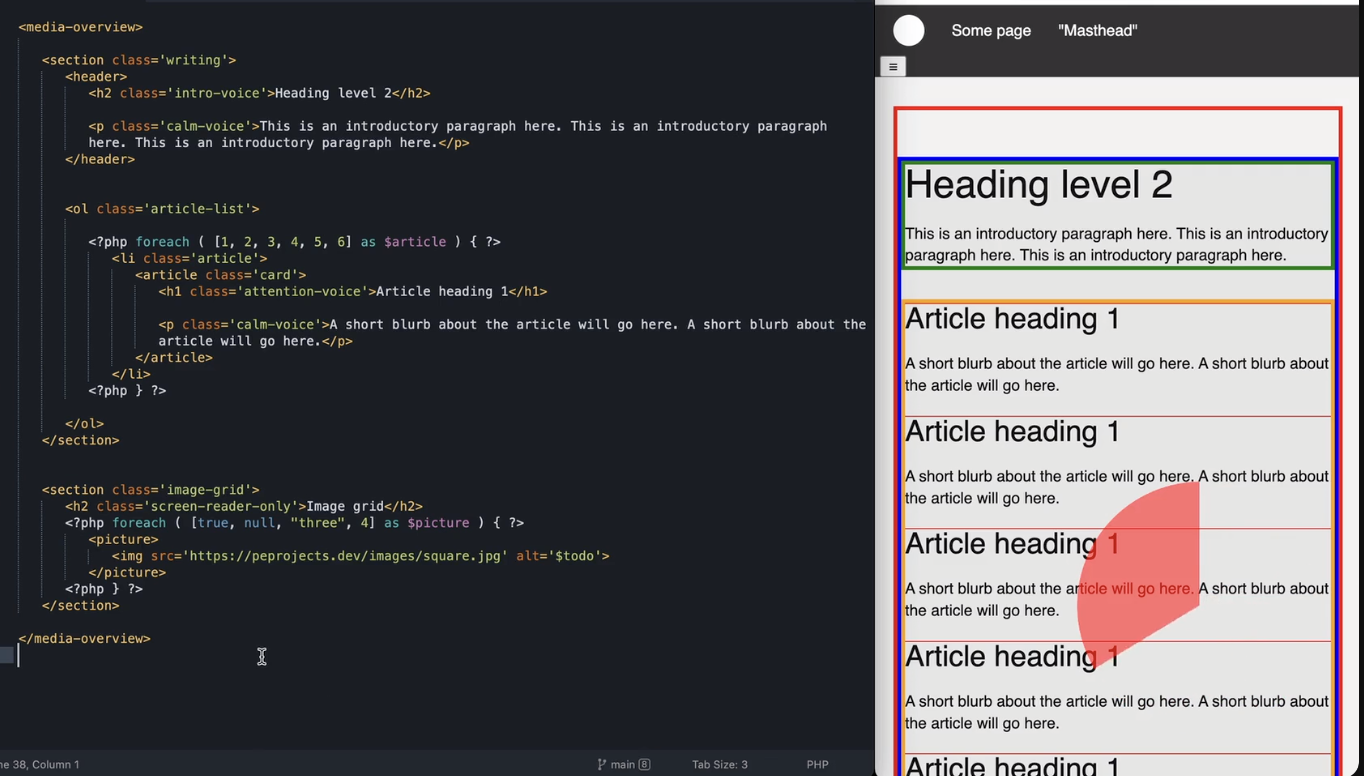 <media-overview>
<section class='writing'>
<header>
<h2 class='intro-voice'>Heading level 2</h2>
<p class='calm-voice'>This is an introductory paragraph here. This is an introductory paragraph
here. This is an introductory paragraph here.</p>
</header>
<ol class='article-list'>
<?php foreach ( [1, 2, 3, 4, 5, 6] as $article ) { ?>
<li class='article'>
<article class='card'>
<h1 class='attention-voice'>Article heading 1</h1>
<p class='calm-voice'>A short blurb about the article will go here. A short blurb about the
article will go here.</p>
</article>
</li>
<?php } ?>
</ol>
</section>
<section class='image-grid'>
<h2 class='screen-reader-only'>Image grid</h2>
<?php foreach ( [true, null, "three", 4] as $picture ) { ?>
<picture>
<img src='https://peprojects.dev/images/square.jpg' alt='$todo'>
</picture>
<?php } ?>
</section>
</media-overview>
ne 38, Column 1
main 8
Tab Size: 3
PHP
Some page
"Masthead"
Heading level 2
This is an introductory paragraph here. This is an introductory
paragraph here. This is an introductory paragraph here.
Article heading 1
A short blurb about the article will go here. A short blurb about
the article will go here.
Article heading 1
A short blurb about the article will go here. A short blurb about
the article will go here.
Article heading 1
A short blurb about the article will go here. A short blurb about
the article will go here.
Article heading 1
A short blurb about the article will go here. A short blurb about
the article will go here.
Article heading 1